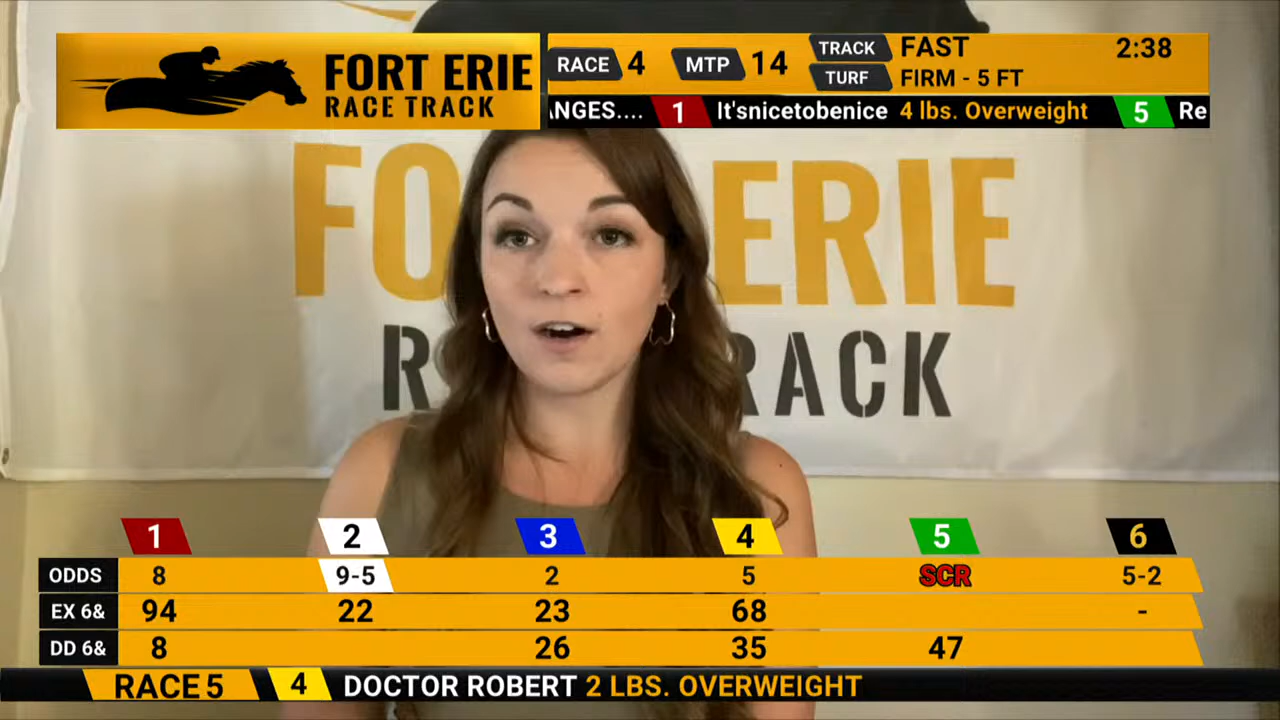 FORT ERIE
RACE TRACK
RACE 4 MTP 14 TRACK FAST 2:38
TURF FIRM - 5 FT
ANGES.... 1 It'snicetobenice 4 lbs. Overweight 5 Re
FO ERIE
R ACK
1 2 3 4 5 6
ODDS 8 9-5 2 5 SCR 5-2
EX 6& 94 22 23 68 -
DD 6& 8 26 35 47
RACE 5 4 DOCTOR ROBERT 2 LBS. OVERWEIGHT